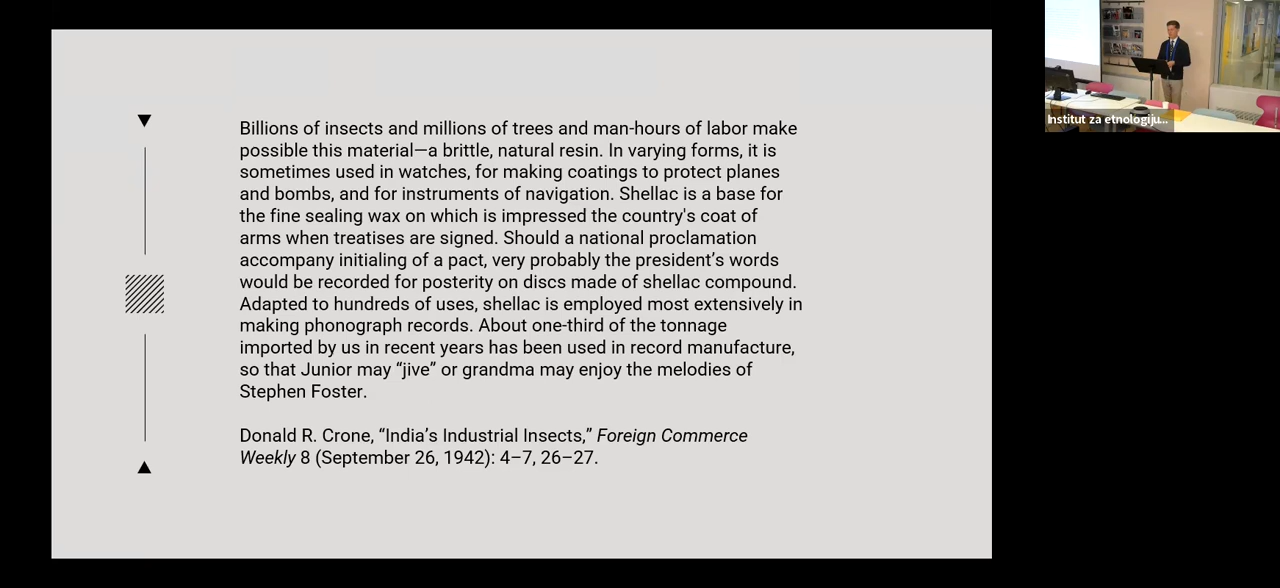 Billions of insects and millions of trees and man-hours of labor make
possible this material—a brittle, natural resin. In varying forms, it is
sometimes used in watches, for making coatings to protect planes
and bombs, and for instruments of navigation. Shellac is a base for
the fine sealing wax on which is impressed the country's coat of
arms when treatises are signed. Should a national proclamation
accompany initialing of a pact, very probably the president’s words
would be recorded for posterity on discs made of shellac compound.
Adapted to hundreds of uses, shellac is employed most extensively in
making phonograph records. About one-third of the tonnage
imported by us in recent years has been used in record manufacture,
so that Junior may “jive” or grandma may enjoy the melodies of
Stephen Foster.
Donald R. Crone, “India’s Industrial Insects,” Foreign Commerce
Weekly 8 (September 26, 1942): 4–7, 26–27.
Institut za etnologiju...